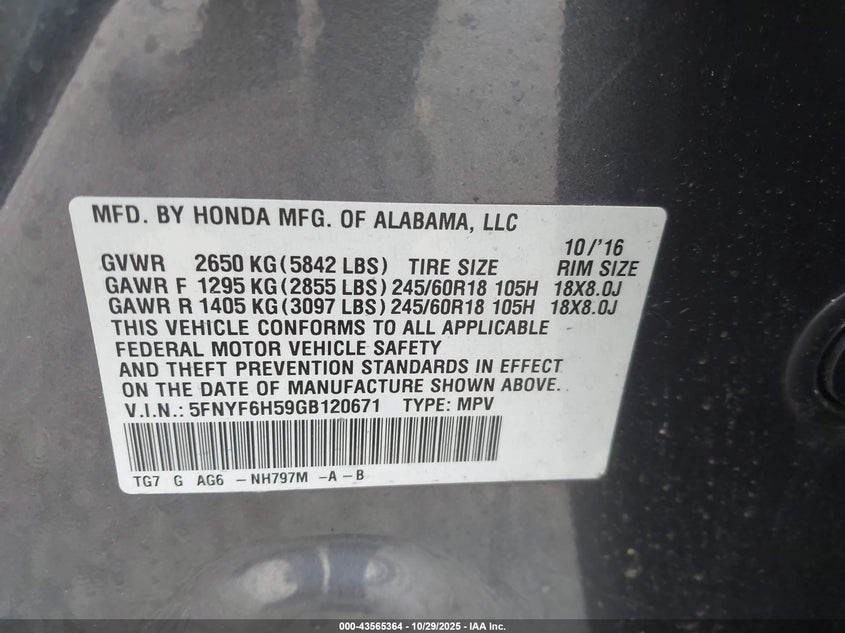 MFD. BY HONDA MFG. OF ALABAMA, LLC
10/'16
GVWR 2650 KG (5842 LBS) TIRE SIZE RIM SIZE
GAWR F 1295 KG (2855 LBS) 245/60R18 105H 18X8.0J
GAWR R 1405 KG (3097 LBS) 245/60R18 105H 18X8.0J
THIS VEHICLE CONFORMS TO ALL APPLICABLE
FEDERAL MOTOR VEHICLE SAFETY
AND THEFT PREVENTION STANDARDS IN EFFECT
ON THE DATE OF MANUFACTURE SHOWN ABOVE.
V.I.N.: 5FNYF6H59GB120671 TYPE: MPV
TG7 G AG6 – NH797M –A – B
000-43565364 | 10/29/2025 – IAA Inc.